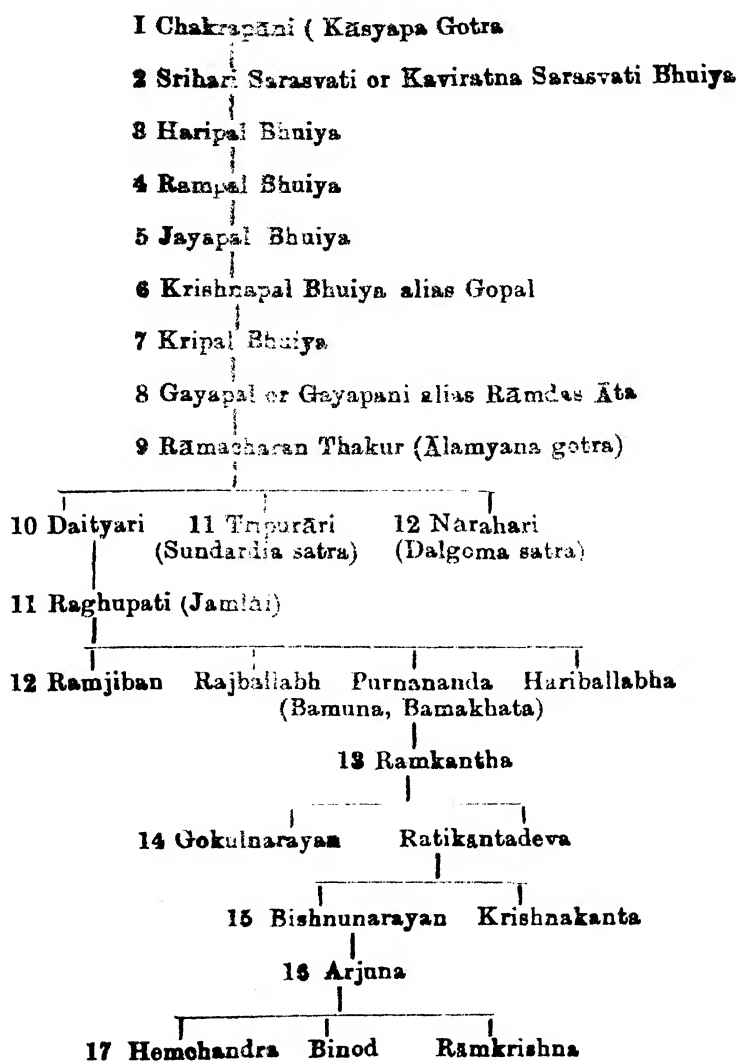 1 Chakrapāni ( Kāsyapa Gotra
2 Srihari Sarasvati or Kaviratna Sarasvati Bhuiya
3 Haripal Bhuiya
4 Rampal Bhuiya
5 Jayapal Bhuiya
6 Krishnapal Bhuiya alias Gopal
7 Kripal Bhuiya
8 Gayapal or Gayapani alias Rāmdas Āta
9 Rāmacharan Thakur (Ālamyana gotra)
10 Daityari 11 Tripurāri 12 Narahari
(Sundardia satra) (Dalgoma satra)
11 Raghupati (Jamlāi)
12 Ramjiban Rajballabh Purnananda Hariballabha
(Bamuna, Bamakhata)
13 Ramkantha
14 Gokulnarayan Ratikantadeva
15 Bishnunarayan Krishnakanta
16 Arjuna
17 Hemchandra Binod Rāmkrishna